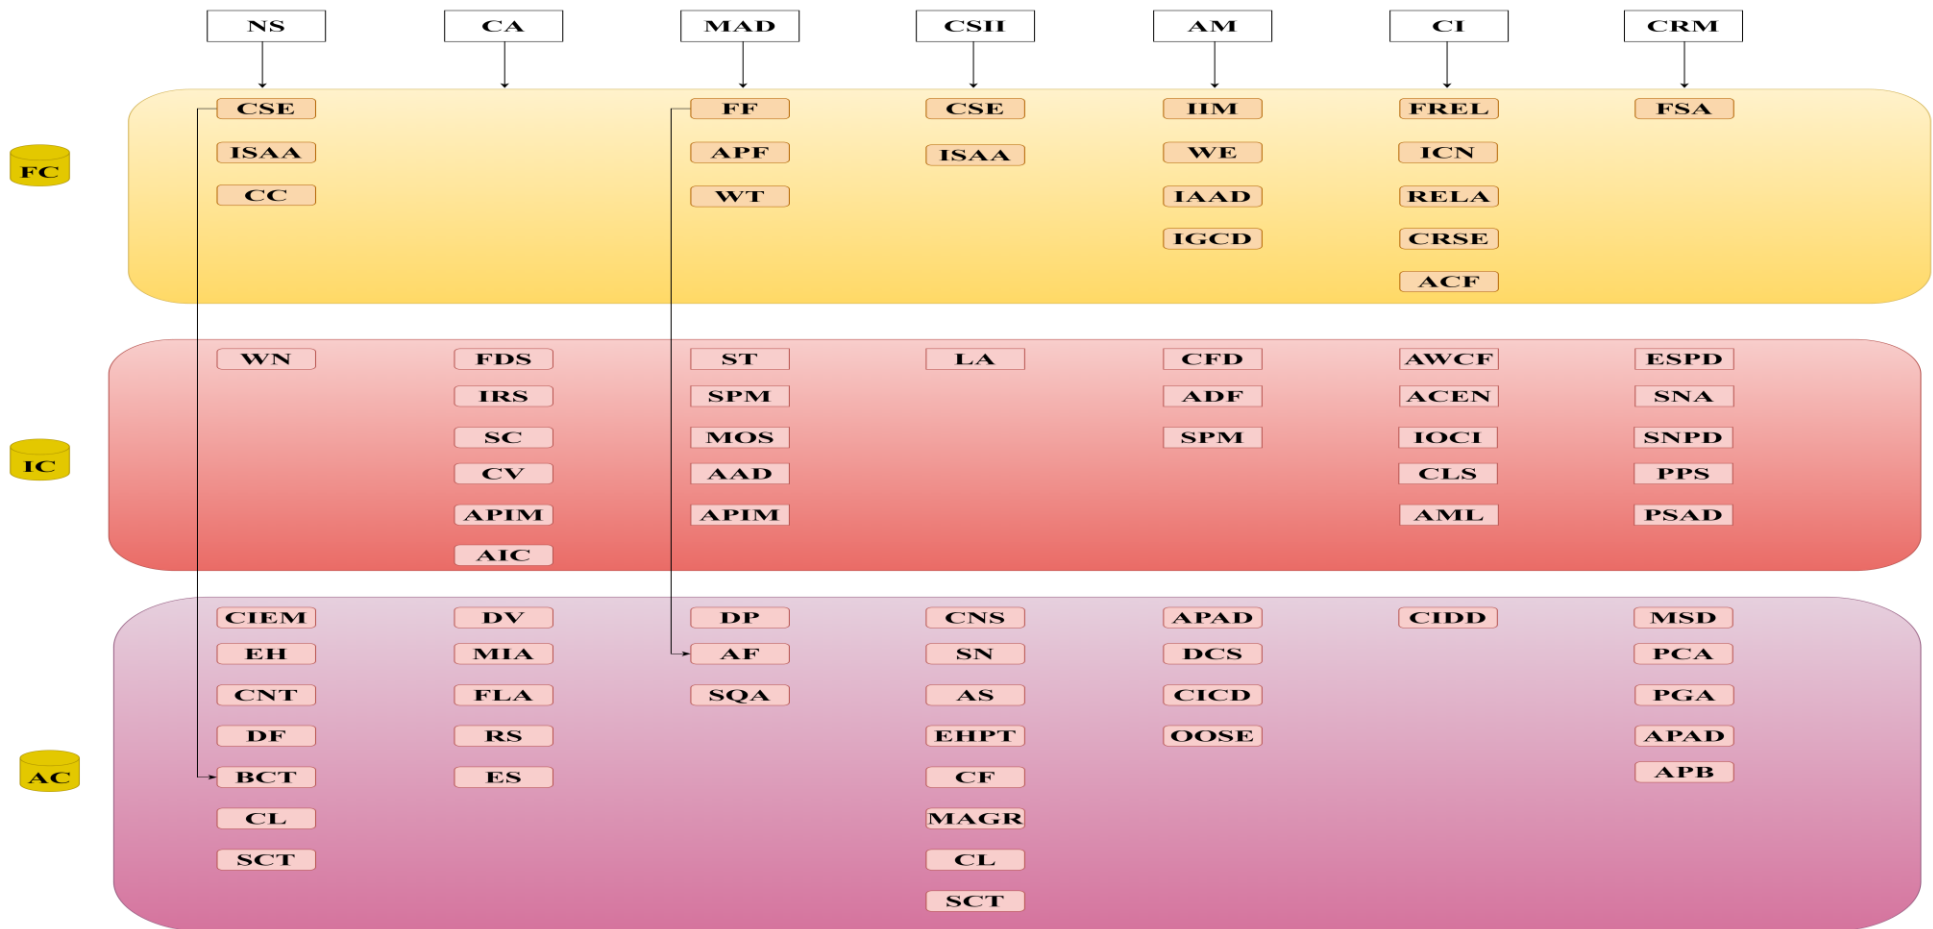 NS CA MAD CSII AM CI CRM
CSE FF CSE IIM FREL FSA
ISAA APF ISAA WE ICN
FC
CC WT IAAD RELA
IGCD CRSE
ACF
WN FDS ST LA CFD AWCF ESPD
IRS SPM ADF ACEN SNA
SC MOS SPM IOCI SNPD
IC
CV AAD CLS PPS
APIM APIM AML PSAD
AIC
CIEM DV DP CNS APAD CIDD MSD
EH MIA AF SN DCS PCA
CNT FLA SQA AS CICD PGA
DF RS EHPT OOSE APAD
AC
BCT ES CF APB
CL MAGR
SCT CL
SCT